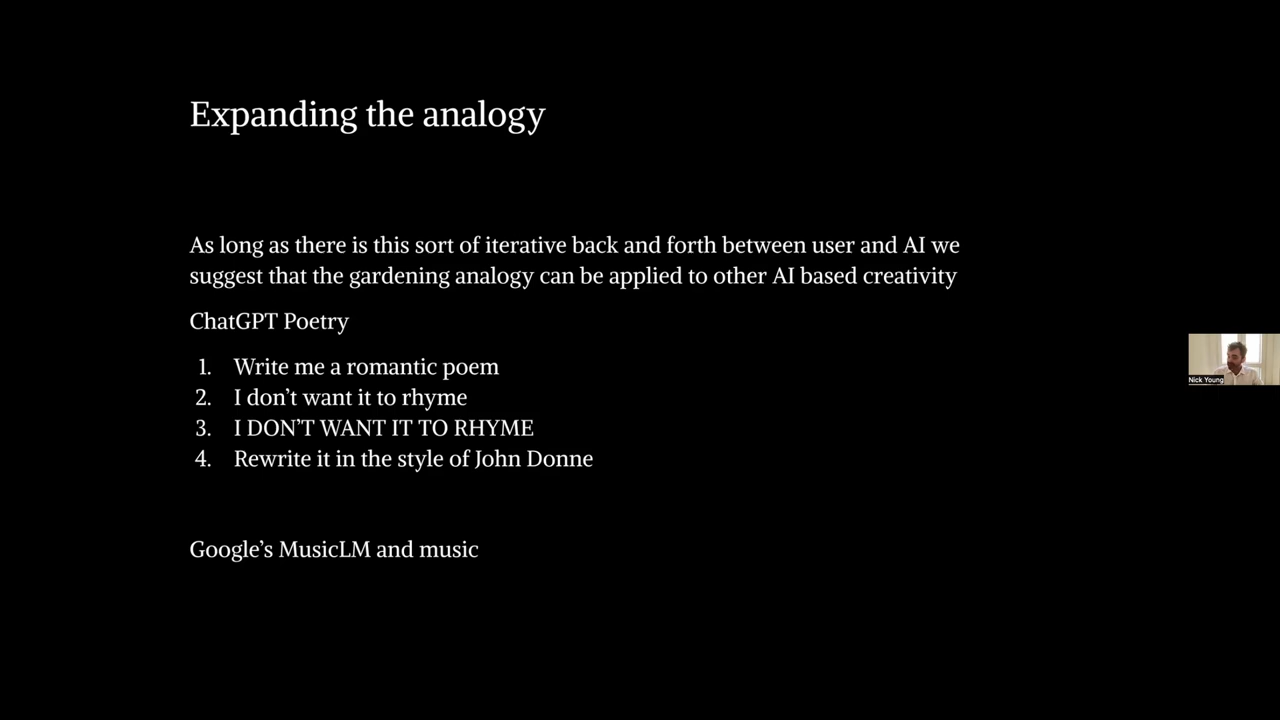 Expanding the analogy
As long as there is this sort of iterative back and forth between user and AI we
suggest that the gardening analogy can be applied to other AI based creativity
ChatGPT Poetry
1. Write me a romantic poem
2. I don’t want it to rhyme
3. I DON’T WANT IT TO RHYME
4. Rewrite it in the style of John Donne
Google’s MusicLM and music
Nick Young